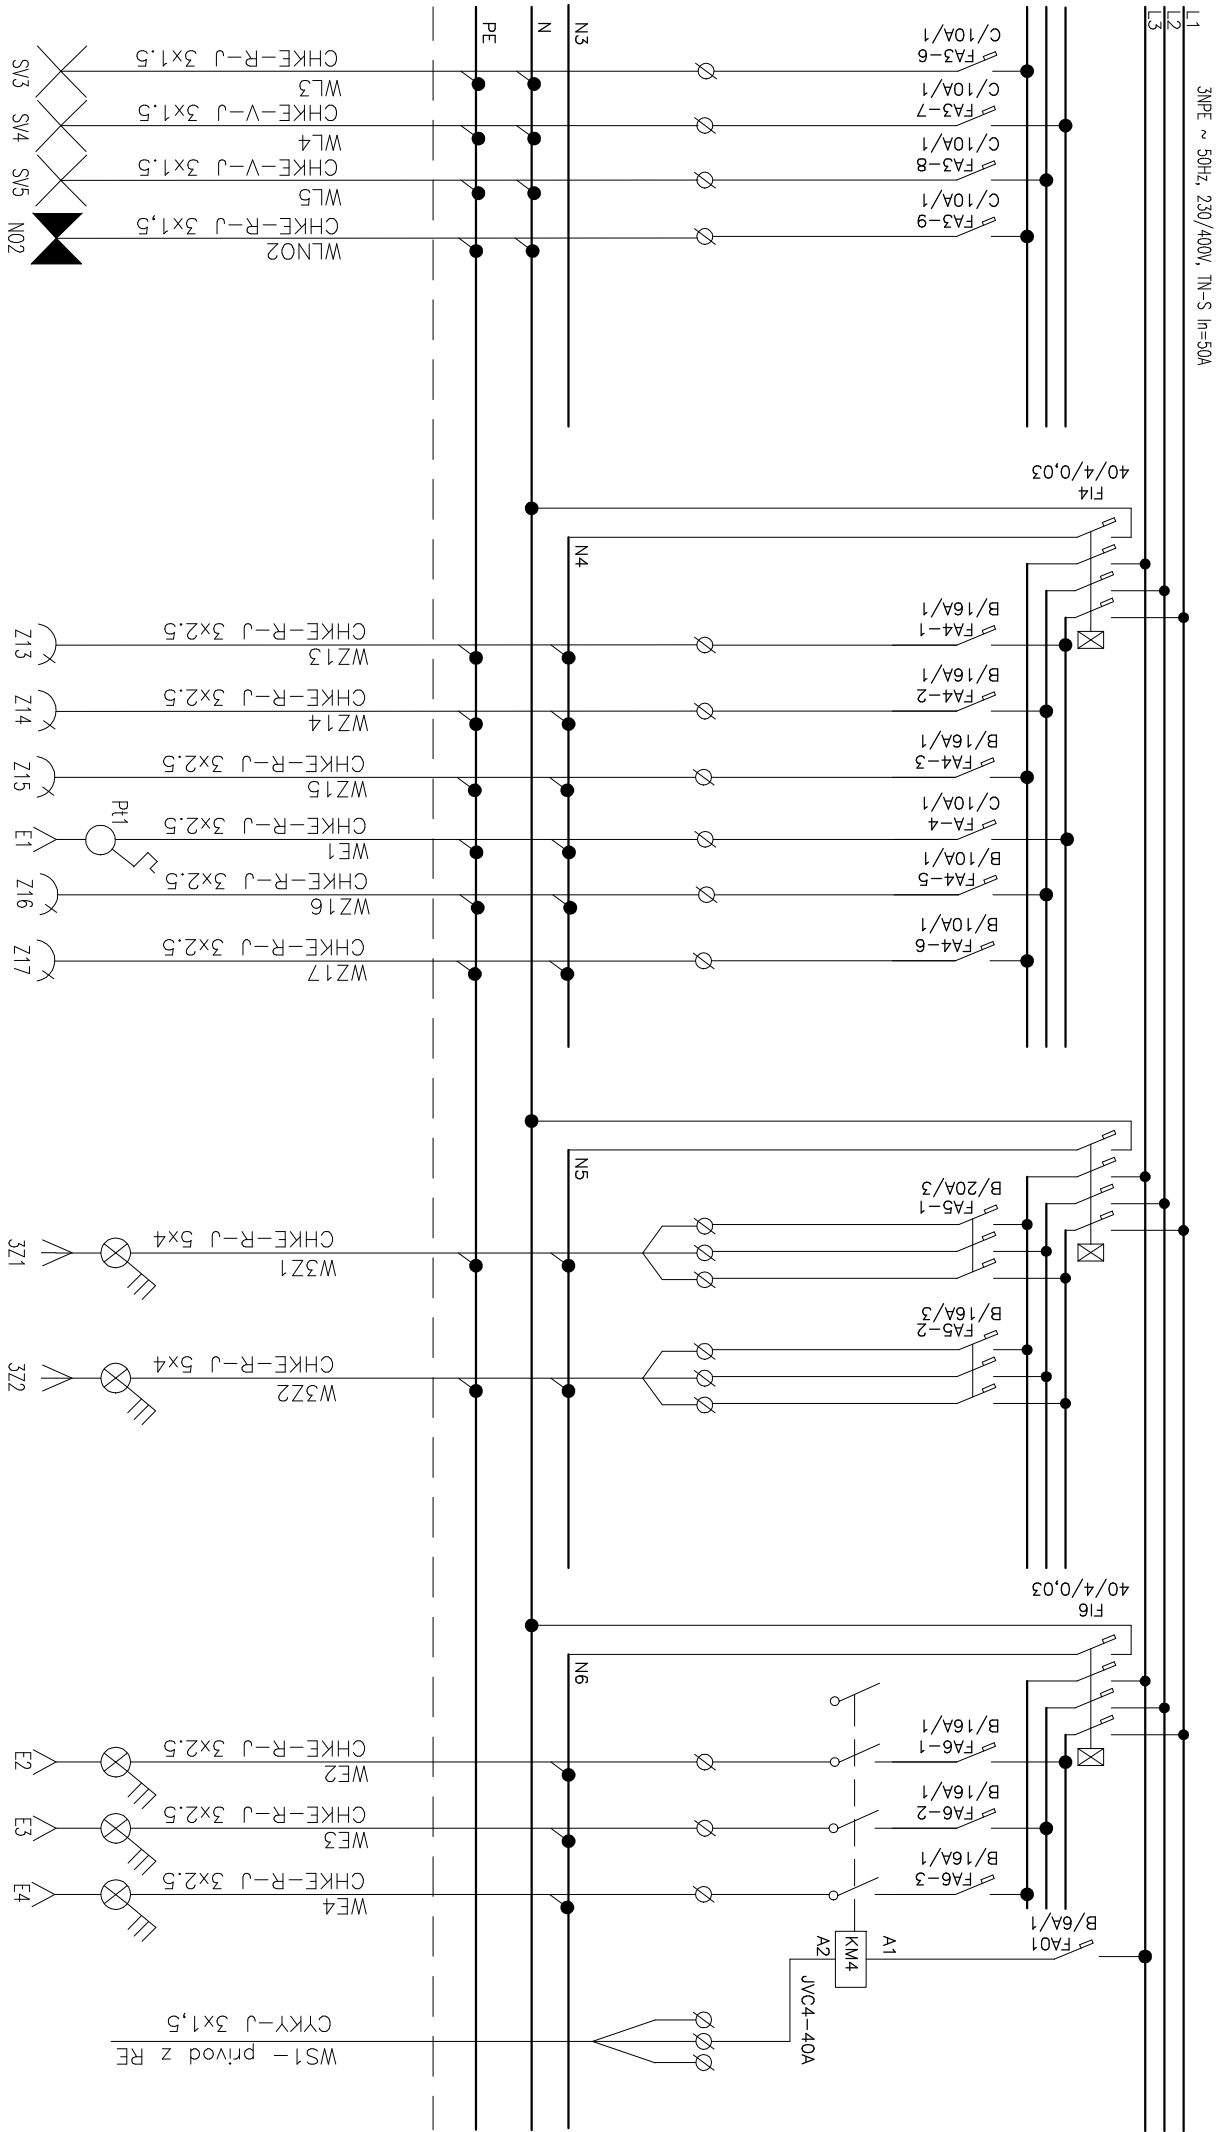 L1
L2
L3
3NPE ~ 50Hz, 230/400V, TN-S In=50A
PE
N
N3
C/10A/1
FA3-6
CHKE-R-J 3x1.5
WL3
SV3
C/10A/1
FA3-7
CHKE-V-J 3x1.5
WL4
SV4
C/10A/1
FA3-8
CHKE-V-J 3x1.5
WL5
SV5
C/10A/1
FA3-9
CHKE-R-J 3x1,5
WLNO2
NO2
40/4/0,03
FI4
N4
B/16A/1
FA4-1
CHKE-R-J 3x2.5
WZ13
Z13
B/16A/1
FA4-2
CHKE-R-J 3x2.5
WZ14
Z14
B/16A/1
FA4-3
CHKE-R-J 3x2.5
WZ15
Z15
C/10A/1
FA-4
CHKE-R-J 3x2.5
WE1
Pt1
E1
B/10A/1
FA4-5
CHKE-R-J 3x2.5
WZ16
Z16
B/10A/1
FA4-6
CHKE-R-J 3x2.5
WZ17
Z17
N5
B/20A/3
FA5-1
CHKE-R-J 5x4
W3Z1
3Z1
B/16A/3
FA5-2
CHKE-R-J 5x4
W3Z2
3Z2
40/4/0,03
FI6
N6
B/16A/1
FA6-1
CHKE-R-J 3x2.5
WE2
E2
B/16A/1
FA6-2
CHKE-R-J 3x2.5
WE3
E3
B/16A/1
FA6-3
CHKE-R-J 3x2.5
WE4
E4
B/6A/1
FA01
A1
KM4
A2
JVC4-40A
CYKY-J 3x1,5
WS1- privod z RE